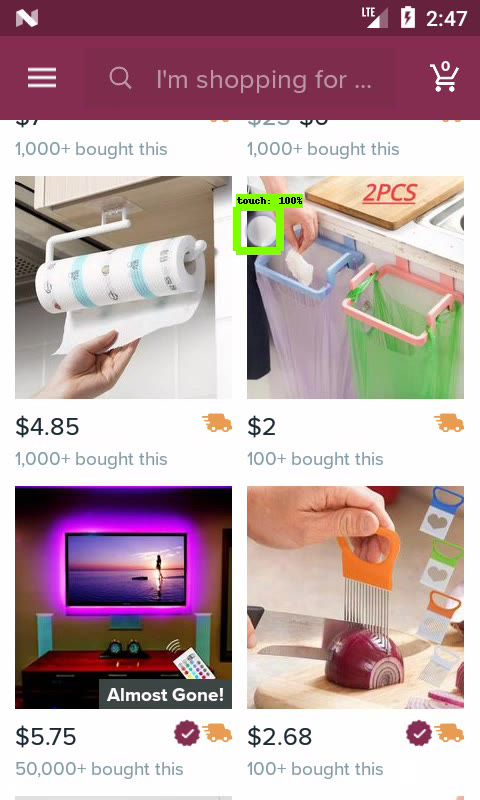 LTE 2:47
I'm shopping for ...
0
$7
$23 $6
1,000+ bought this
1,000+ bought this
touch: 100%
2PCS
$4.85
$2
1,000+ bought this
100+ bought this
Almost Gone!
$5.75
$2.68
50,000+ bought this
100+ bought this